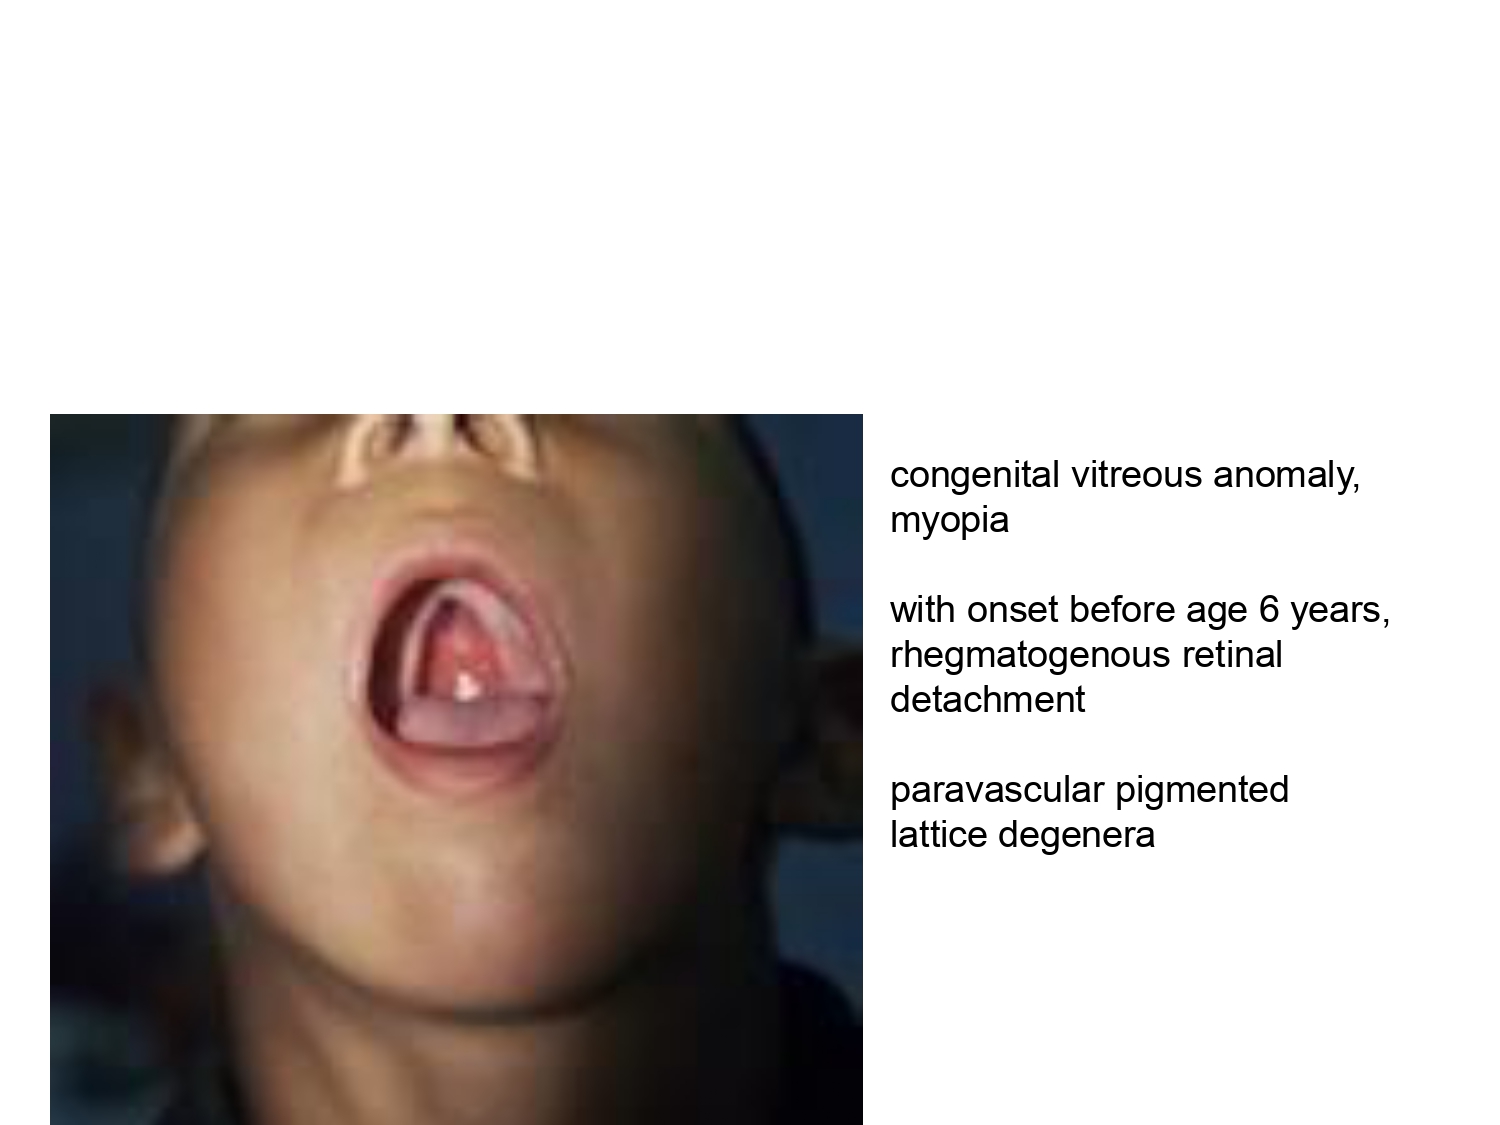 congenital vitreous anomaly,
myopia
with onset before age 6 years,
rhegmatogenous retinal
detachment
paravascular pigmented
lattice degenera